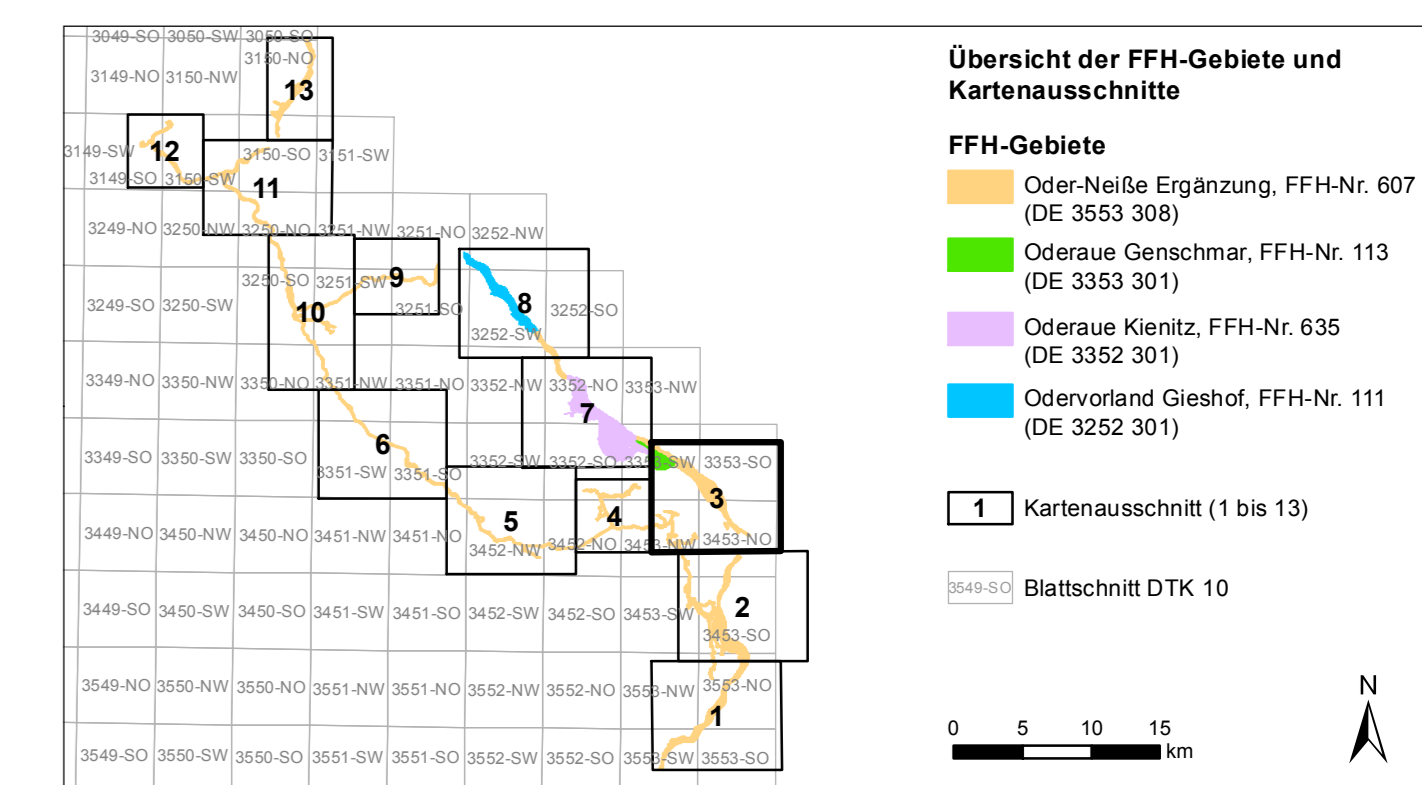 3049-SO 3050-SW 3050-SO
3150-NO
3149-NO 3150-NW
13
3149-SW 12 3150-SO 3151-SW
3149-SO 3150-SW 11
3249-NO 3250-NW 3250-NO 3251-NW 3251-NO 3252-NW
3250-SO 3251-SW 9
3249-SO 3250-SW 10 3251-SO 8 3252-SO
3252-SW
3349-NO 3350-NW 3350-NO 3351-NW 3351-NO 3352-NW 3352-NO 3353-NW
7
6
3349-SO 3350-SW 3350-SO 3351-SW 3351-SO 3352-SW 3352-SO 3353-SW 3353-SO
3
5 4
3449-NO 3450-NW 3450-NO 3451-NW 3451-NO 3452-NW 3452-NO 3453-NW 3453-NO
2
3449-SO 3450-SW 3450-SO 3451-SW 3451-SO 3452-SW 3452-SO 3453-SW
3453-SO
3549-NO 3550-NW 3550-NO 3551-NW 3551-NO 3552-NW 3552-NO 3553-NW 3553-NO
1
3549-SO 3550-SW 3550-SO 3551-SW 3551-SO 3552-SW 3552-SO 3553-SW 3553-SO
Übersicht der FFH-Gebiete und
Kartenausschnitte
FFH-Gebiete
Oder-Neiße Ergänzung, FFH-Nr. 607
(DE 3553 308)
Oderaue Genschmar, FFH-Nr. 113
(DE 3353 301)
Oderaue Kienitz, FFH-Nr. 635
(DE 3352 301)
Odervorland Gieshof, FFH-Nr. 111
(DE 3252 301)
1 Kartenausschnitt (1 bis 13)
3549-SO Blattschnitt DTK 10
N
0 5 10 15
km